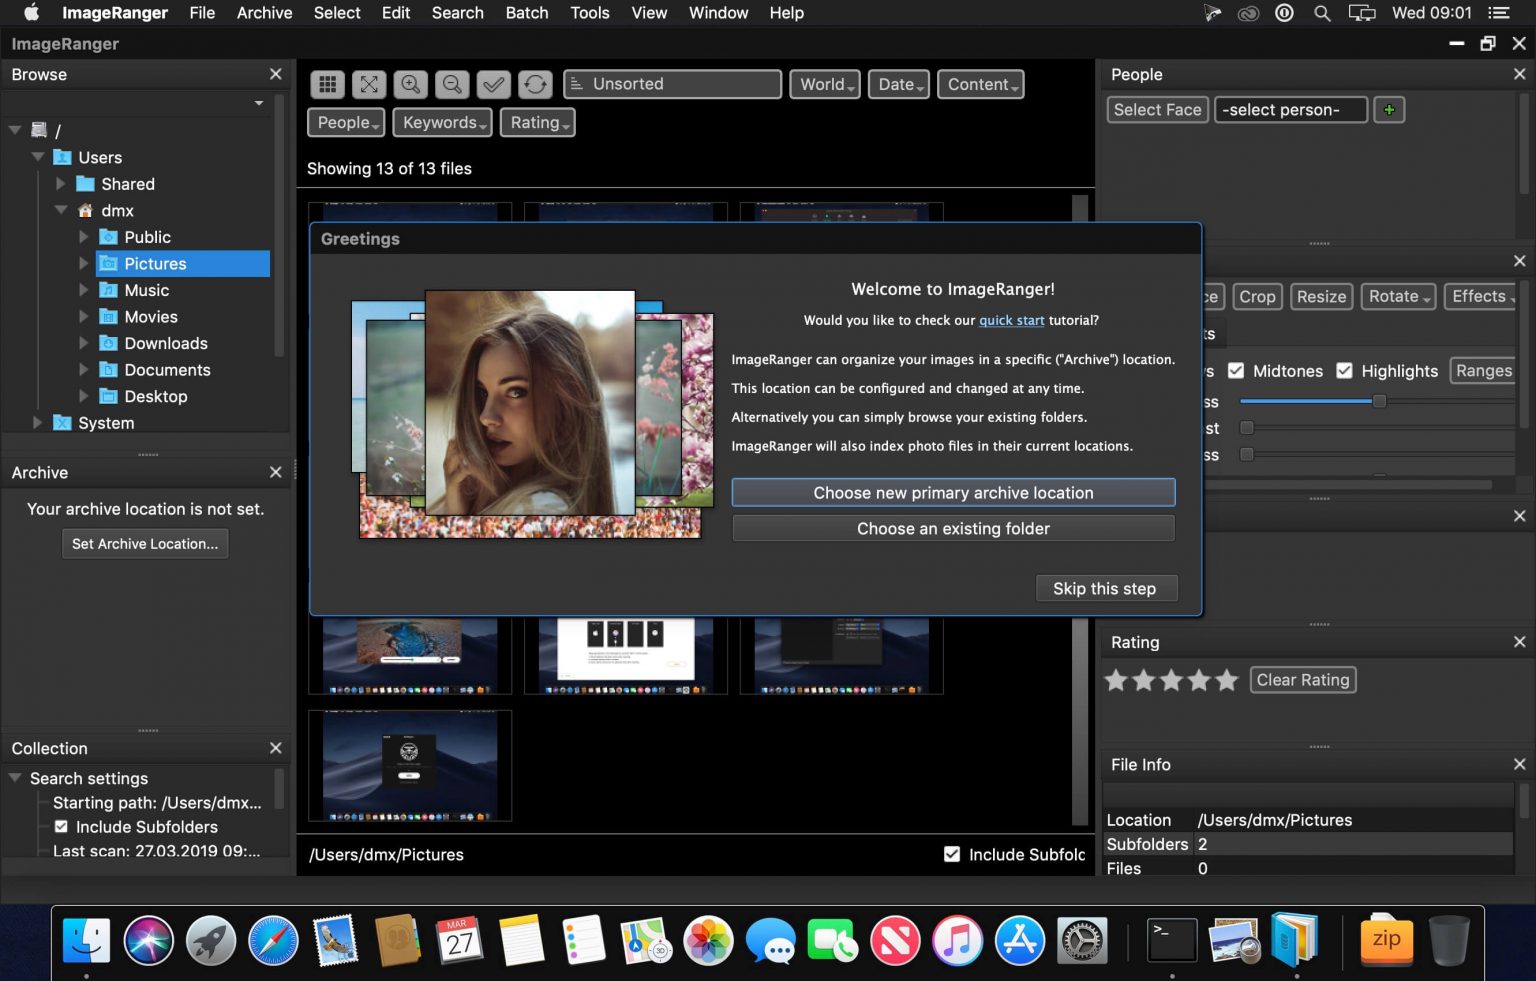 ImageRanger File Archive Select Edit Search Batch Tools View Window Help Wed 09:01
ImageRanger
Browse
/
Users
Shared
dmx
Public
Pictures
Music
Movies
Downloads
Documents
Desktop
System
Archive
Your archive location is not set.
Set Archive Location...
Collection
Search settings
Starting path: /Users/dmx...
Include Subfolders
Last scan: 27.03.2019 09:...
Unsorted World Date Content
People Keywords Rating
Showing 13 of 13 files
Greetings
Welcome to ImageRanger!
Would you like to check our quick start tutorial?
ImageRanger can organize your images in a specific ("Archive") location.
This location can be configured and changed at any time.
Alternatively you can simply browse your existing folders.
ImageRanger will also index photo files in their current locations.
Choose new primary archive location
Choose an existing folder
Skip this step
/Users/dmx/Pictures Include Subfolc
People
Select Face -select person-
ce Crop Resize Rotate Effects
ts
s Midtones Highlights Ranges
ss
st
ss
Rating
Clear Rating
File Info
Location /Users/dmx/Pictures
Subfolders 2
Files 0
MAR
27
3D
>_
zip